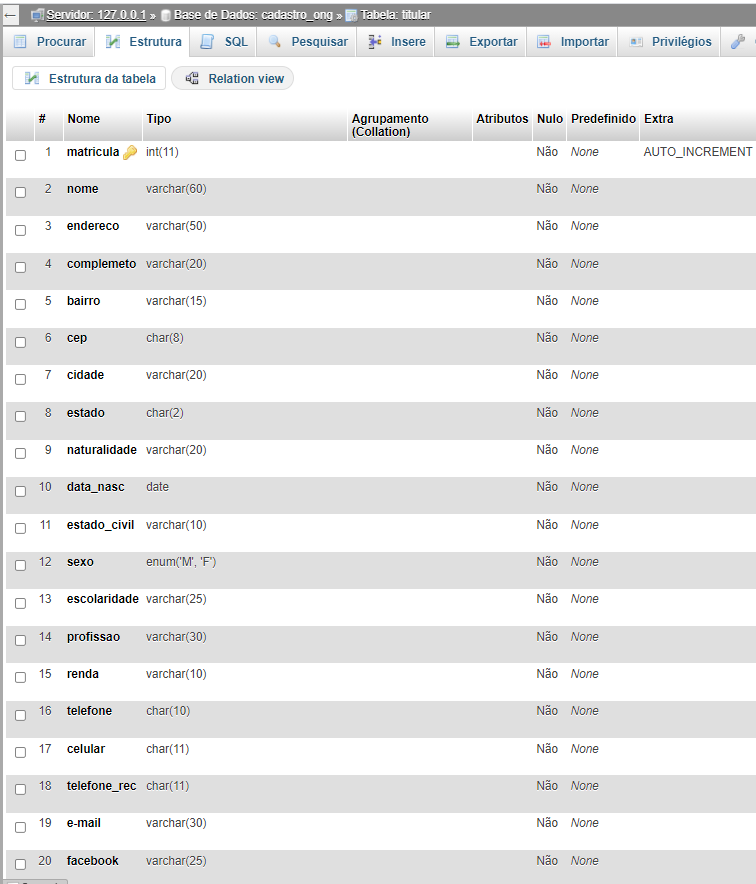 Servidor: 127.0.0.1 » Base de Dados: cadastro_ong » Tabela: titular
Procurar Estrutura SQL Pesquisar Insere Exportar Importar Privilégios
Estrutura da tabela Relation view
# Nome Tipo Agrupamento (Collation) Atributos Nulo Predefinido Extra
1 matricula int(11) Não None AUTO_INCREMENT
2 nome varchar(60) Não None
3 endereco varchar(50) Não None
4 complemeto varchar(20) Não None
5 bairro varchar(15) Não None
6 cep char(8) Não None
7 cidade varchar(20) Não None
8 estado char(2) Não None
9 naturalidade varchar(20) Não None
10 data_nasc date Não None
11 estado_civil varchar(10) Não None
12 sexo enum('M', 'F') Não None
13 escolaridade varchar(25) Não None
14 profissao varchar(30) Não None
15 renda varchar(10) Não None
16 telefone char(10) Não None
17 celular char(11) Não None
18 telefone_rec char(11) Não None
19 e-mail varchar(30) Não None
20 facebook varchar(25) Não None